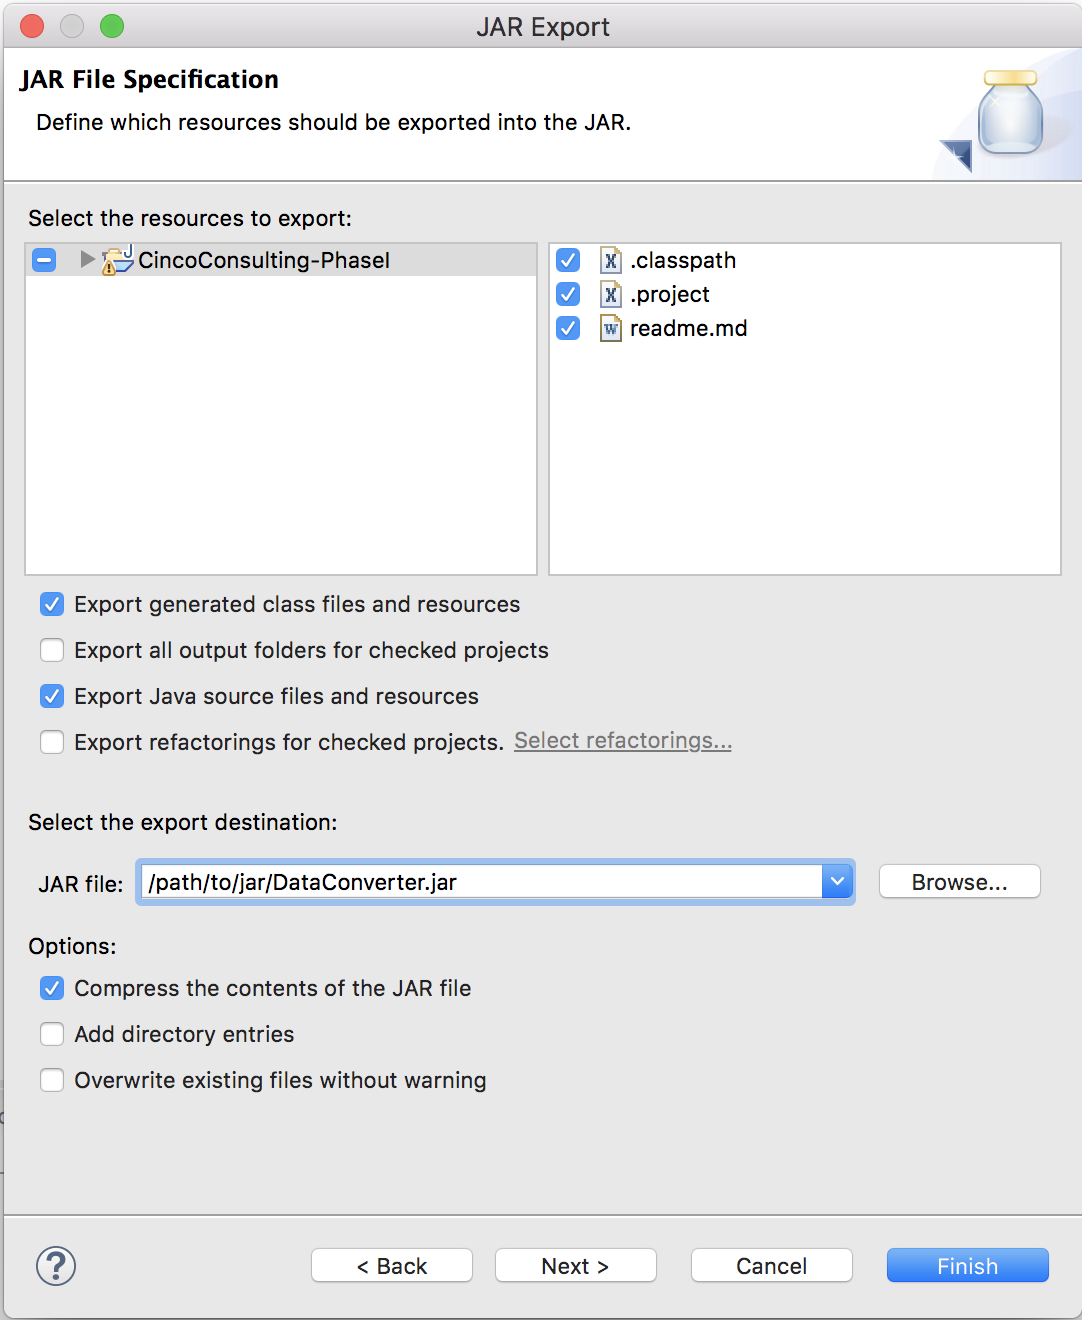 JAR Export
JAR File Specification
Define which resources should be exported into the JAR.
Select the resources to export:
CincoConsulting-PhaseI
.classpath
.project
readme.md
Export generated class files and resources
Export all output folders for checked projects
Export Java source files and resources
Export refactorings for checked projects. Select refactorings...
Select the export destination:
JAR file: /path/to/jar/DataConverter.jar Browse...
Options:
Compress the contents of the JAR file
Add directory entries
Overwrite existing files without warning
? < Back Next > Cancel Finish